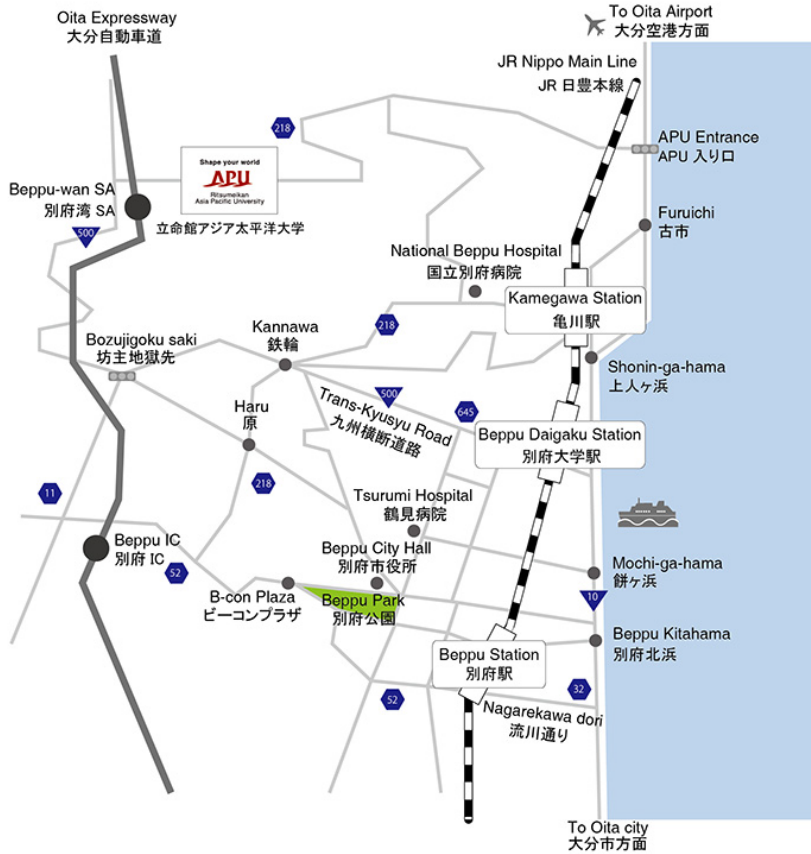 Oita Expressway
大分自動車道
To Oita Airport
大分空港方面
JR Nippo Main Line
JR 日豊本線
218
APU Entrance
APU 入り口
Shape your world
APU
Ritsumeikan
Asia Pacific University
立命館アジア太平洋大学
Beppu-wan SA
別府湾 SA
500
Furuichi
古市
National Beppu Hospital
国立別府病院
Kamegawa Station
亀川駅
218
Bozujigoku saki
坊主地獄先
Kannawa
鉄輪
Shonin-ga-hama
上人ヶ浜
500
Trans-Kyusyu Road
九州横断道路
645
Haru
原
Beppu Daigaku Station
別府大学駅
218
11
Tsurumi Hospital
鶴見病院
Beppu IC
別府 IC
52
Beppu City Hall
別府市役所
Mochi-ga-hama
餅ヶ浜
B-con Plaza
ビーコンプラザ
Beppu Park
別府公園
10
Beppu Kitahama
別府北浜
Beppu Station
別府駅
52
32
Nagarekawa dori
流川通り
To Oita city
大分市方面